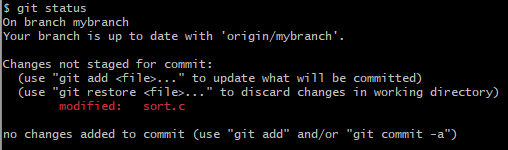 $ git status
On branch mybranch
Your branch is up to date with 'origin/mybranch'.

Changes not staged for commit:
  (use "git add <file>..." to update what will be committed)
  (use "git restore <file>..." to discard changes in working directory)
        modified:   sort.c

no changes added to commit (use "git add" and/or "git commit -a")